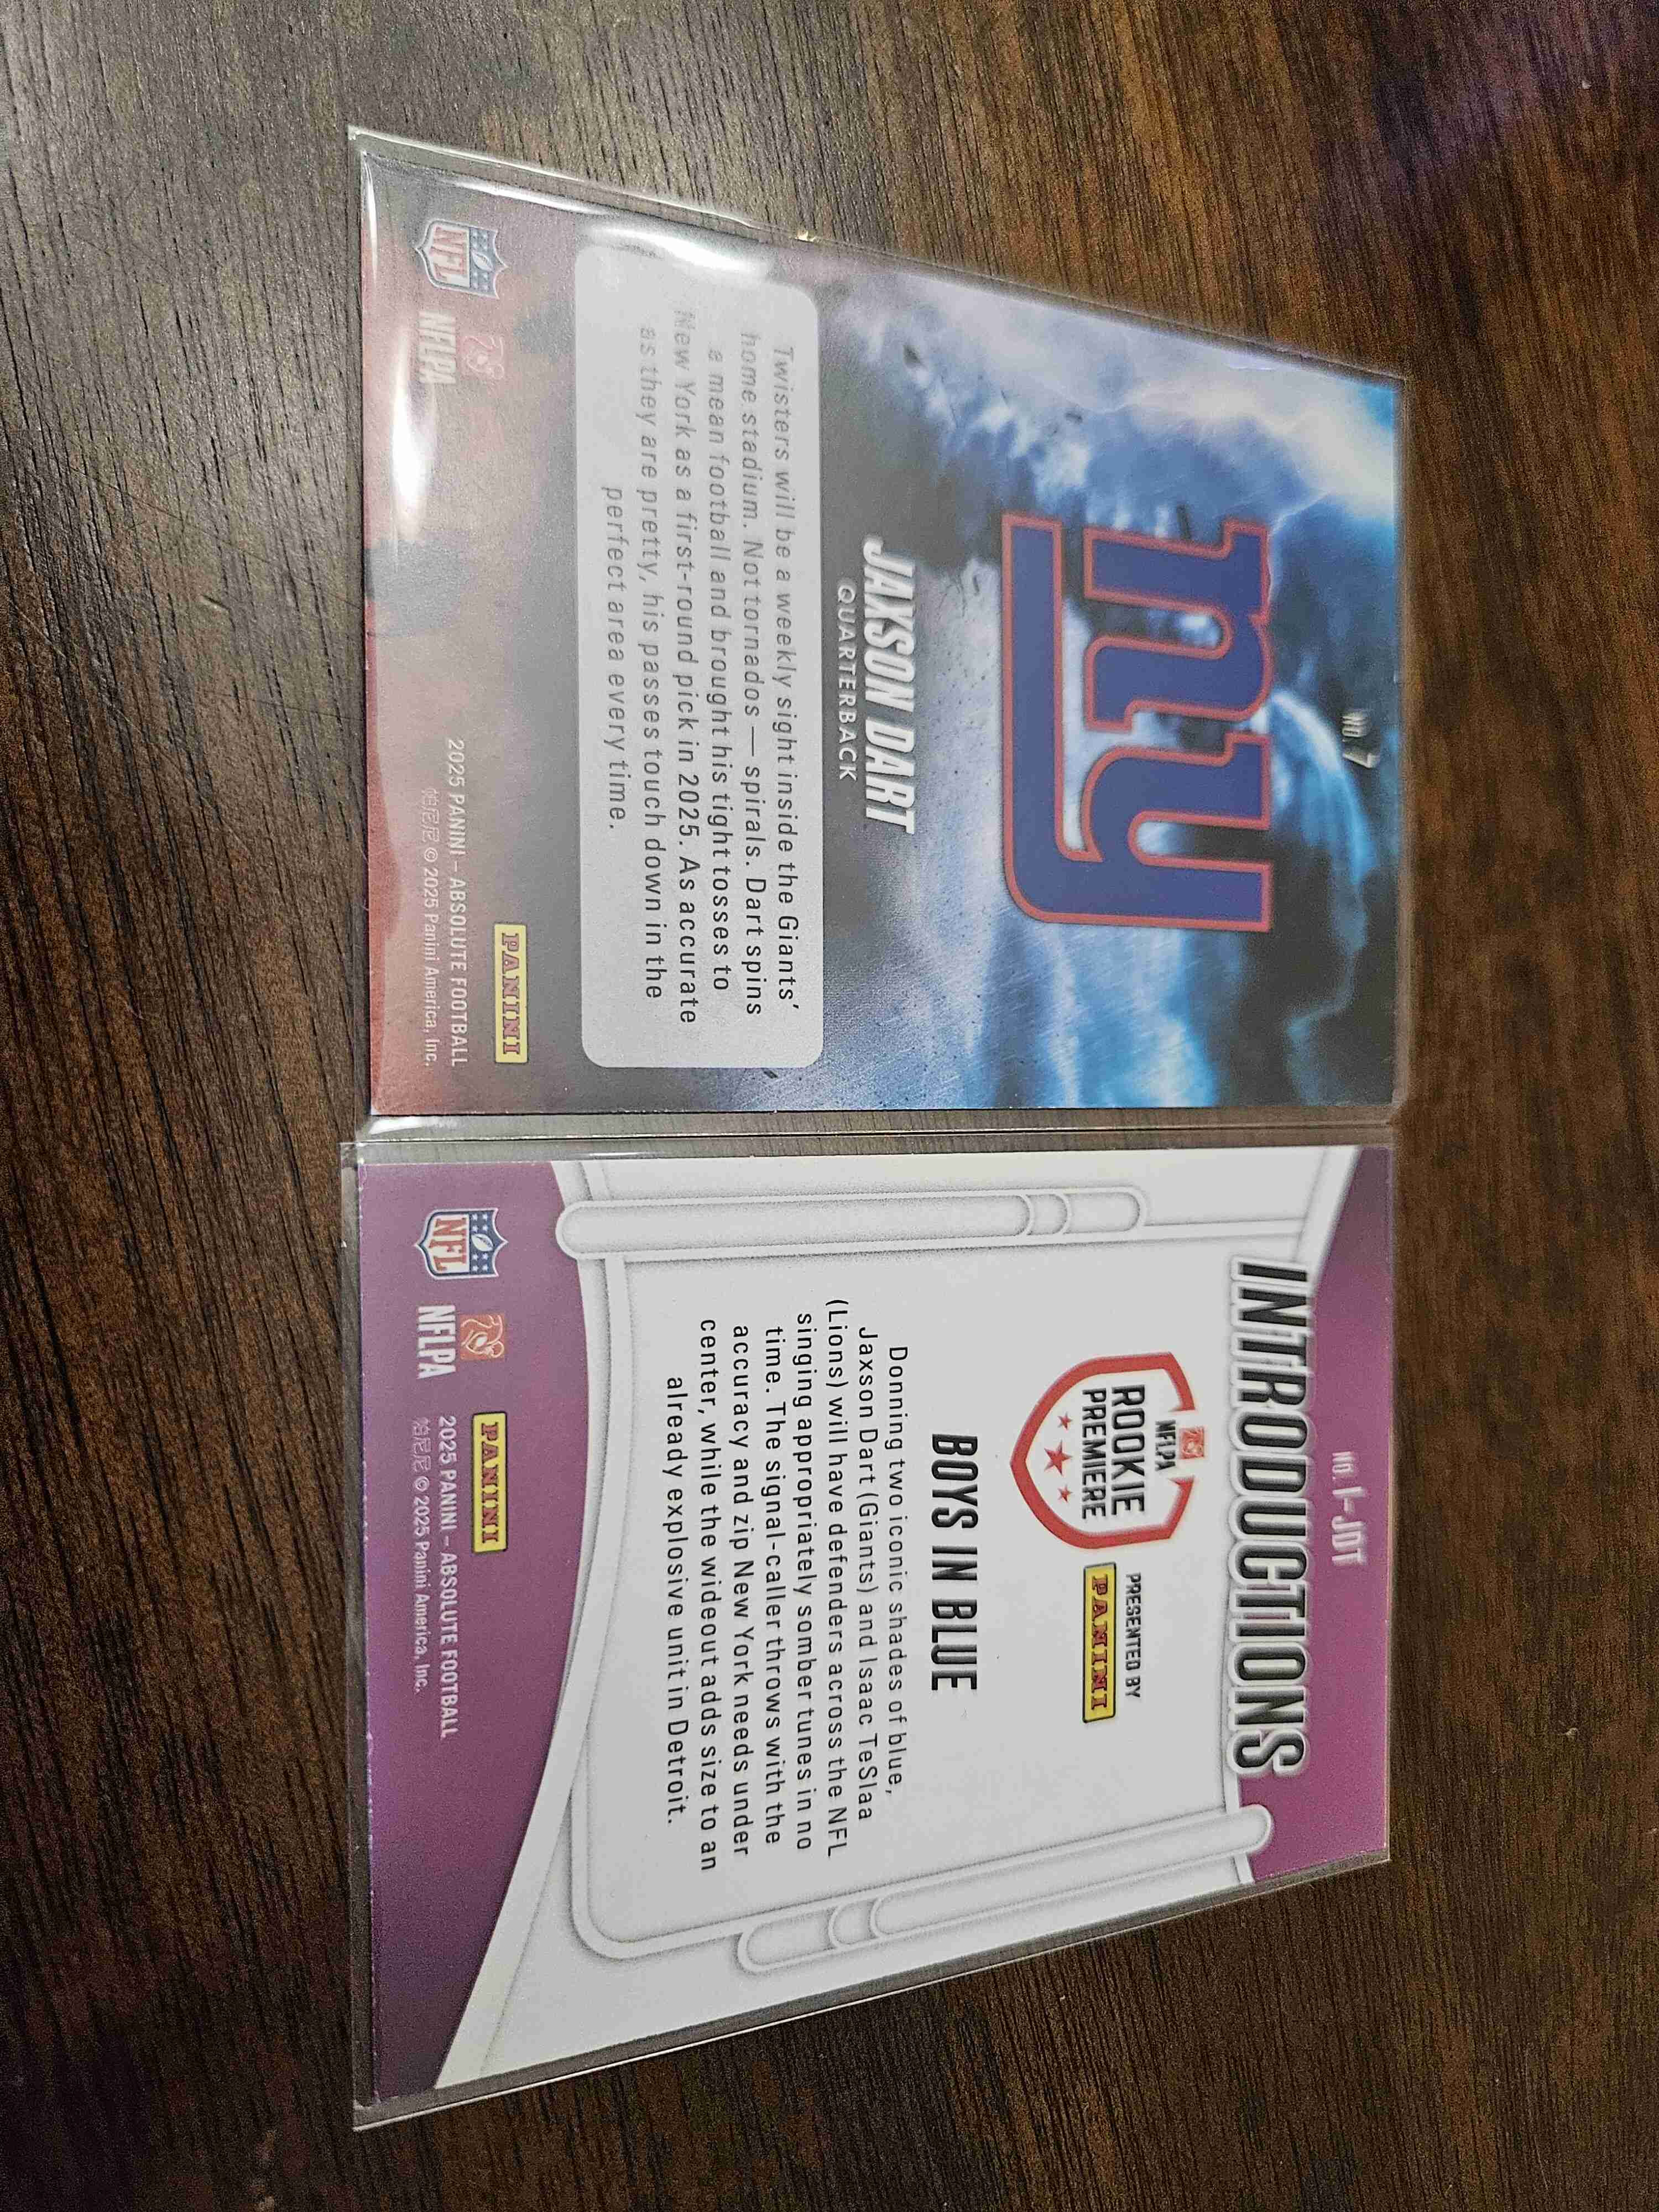 No. 7
ny
JAXSON DART
QUARTERBACK
Twisters will be a weekly sight inside the Giants'
home stadium. Not tornados — spirals. Dart spins
a mean football and brought his tight tosses to
New York as a first-round pick in 2025. As accurate
as they are pretty, his passes touch down in the
perfect area every time.
PANINI
NFL
NFLPA
2025 PANINI – ABSOLUTE FOOTBALL
帕尼尼 © 2025 Panini America, Inc.
NO. I-JDT
INTRODUCTIONS
NFLPA
ROOKIE
PREMIERE
PRESENTED BY
PANINI
BOYS IN BLUE
Donning two iconic shades of blue,
Jaxson Dart (Giants) and Isaac TeSlaa
(Lions) will have defenders across the NFL
singing appropriately somber tunes in no
time. The signal-caller throws with the
accuracy and zip New York needs under
center, while the wideout adds size to an
already explosive unit in Detroit.
PANINI
NFL
NFLPA
2025 PANINI – ABSOLUTE FOOTBALL
帕尼尼 © 2025 Panini America, Inc.